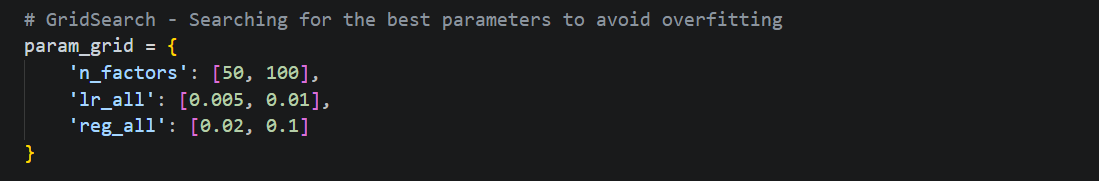 # GridSearch - Searching for the best parameters to avoid overfitting
param_grid = {
    'n_factors': [50, 100],
    'lr_all': [0.005, 0.01],
    'reg_all': [0.02, 0.1]
}